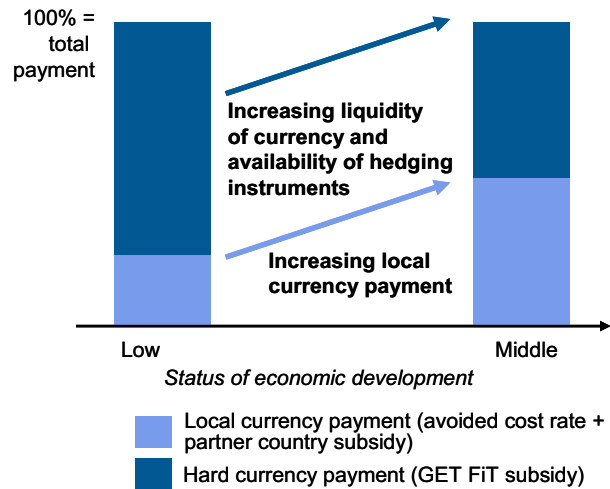 100% =
total
payment
Increasing liquidity
of currency and
availability of hedging
instruments
Increasing local
currency payment
Low
Middle
Status of economic development
Local currency payment (avoided cost rate +
partner country subsidy)
Hard currency payment (GET FiT subsidy)